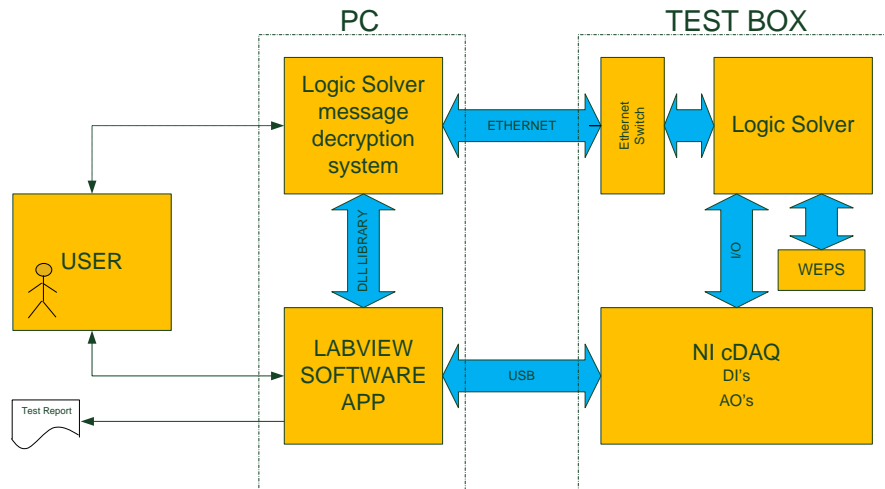 PC
TEST BOX
Logic Solver
message
decryption
system
ETHERNET
Ethernet
Switch
Logic Solver
USER
DLL LIBRARY
I/O
WEPS
LABVIEW
SOFTWARE
APP
USB
NI cDAQ
DI's
AO's
Test Report